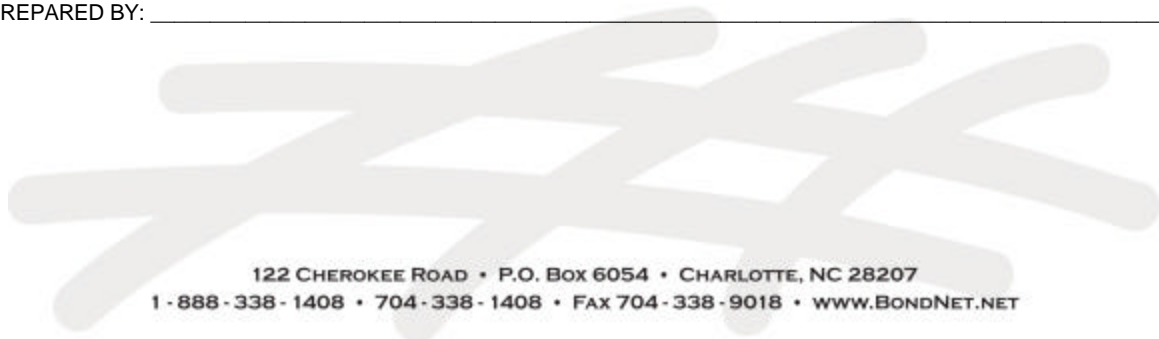 REPARED BY: ______________________________________________________________________________________
122 CHEROKEE ROAD • P.O. BOX 6054 • CHARLOTTE, NC 28207
1 - 888 - 338 - 1408 • 704 - 338 - 1408 • FAX 704 - 338 - 9018 • WWW.BONDNET.NET